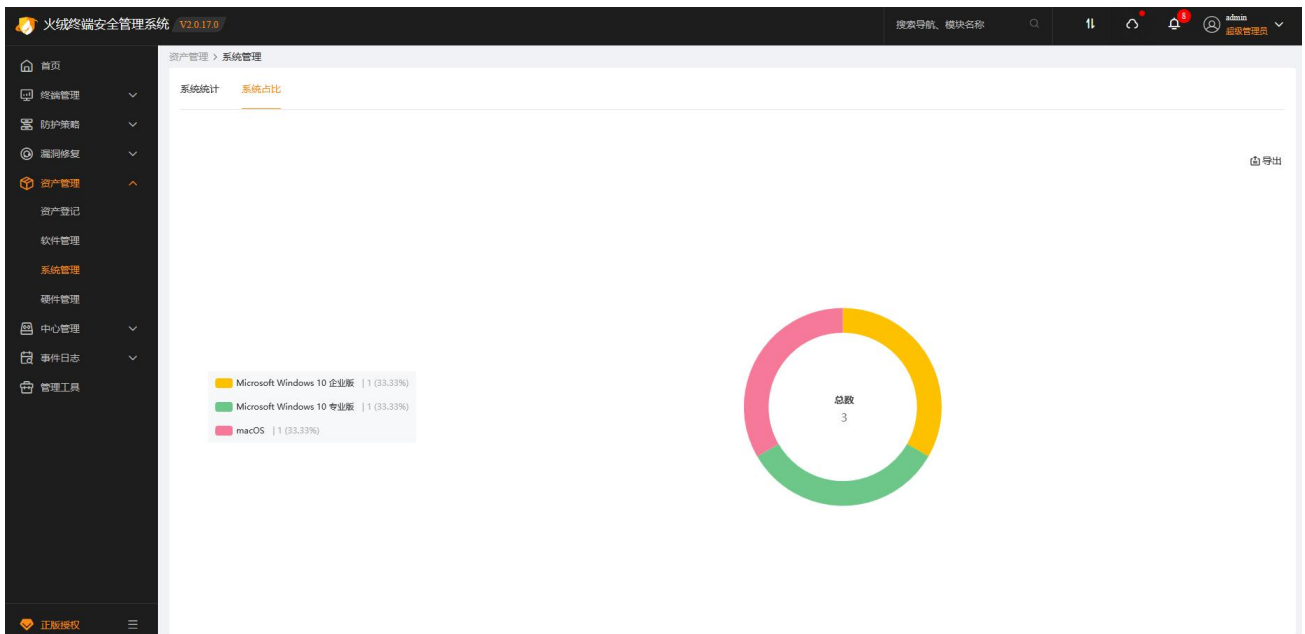 火绒终端安全管理系统 V2.0.17.0
搜索导航、模块名称
8
admin
超级管理员
首页
终端管理
防护策略
漏洞修复
资产管理
资产登记
软件管理
系统管理
硬件管理
中心管理
事件日志
管理工具
正版授权
资产管理 > 系统管理
系统统计 系统占比
导出
Microsoft Windows 10 企业版 | 1 (33.33%)
Microsoft Windows 10 专业版 | 1 (33.33%)
macOS | 1 (33.33%)
总数
3